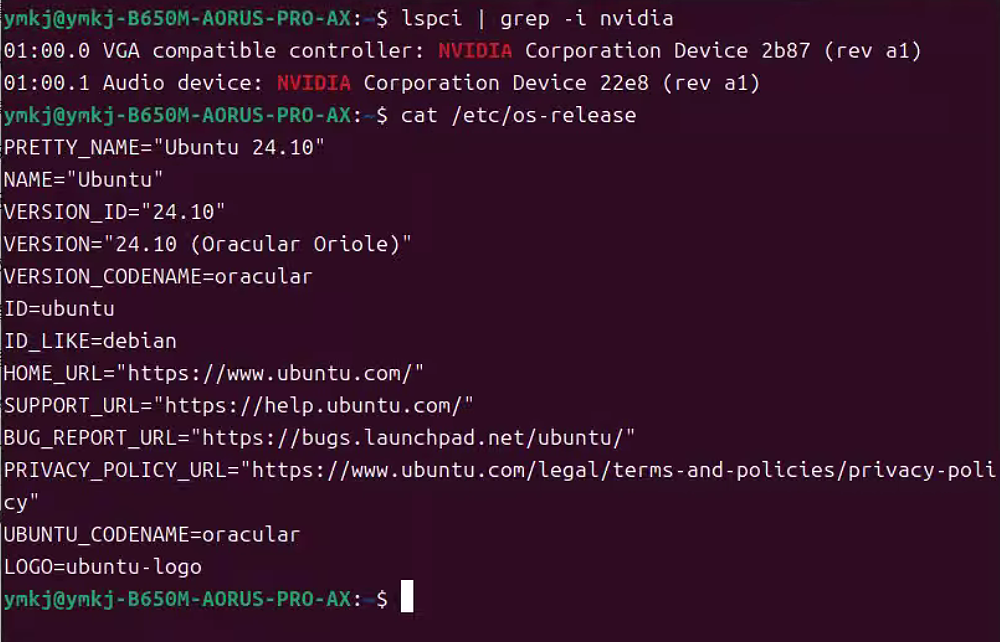 ymkj@ymkj-B650M-AORUS-PRO-AX:~$ lspci | grep -i nvidia
01:00.0 VGA compatible controller: NVIDIA Corporation Device 2b87 (rev a1)
01:00.1 Audio device: NVIDIA Corporation Device 22e8 (rev a1)
ymkj@ymkj-B650M-AORUS-PRO-AX:~$ cat /etc/os-release
PRETTY_NAME="Ubuntu 24.10"
NAME="Ubuntu"
VERSION_ID="24.10"
VERSION="24.10 (Oracular Oriole)"
VERSION_CODENAME=oracular
ID=ubuntu
ID_LIKE=debian
HOME_URL="https://www.ubuntu.com/"
SUPPORT_URL="https://help.ubuntu.com/"
BUG_REPORT_URL="https://bugs.launchpad.net/ubuntu/"
PRIVACY_POLICY_URL="https://www.ubuntu.com/legal/terms-and-policies/privacy-poli
cy"
UBUNTU_CODENAME=oracular
LOGO=ubuntu-logo
ymkj@ymkj-B650M-AORUS-PRO-AX:~$